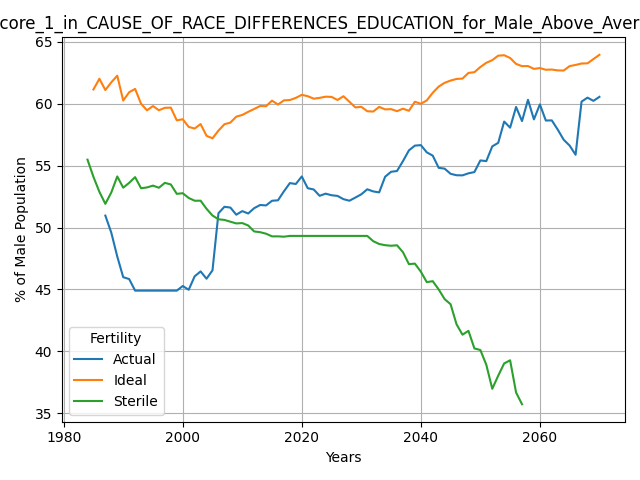 core_1_in_CAUSE_OF_RACE_DIFFERENCES_EDUCATION_for_Male_Above_Aver
65
60
55
50
45
40
35
% of Male Population
Fertility
Actual
Ideal
Sterile
1980
2000
2020
2040
2060
Years